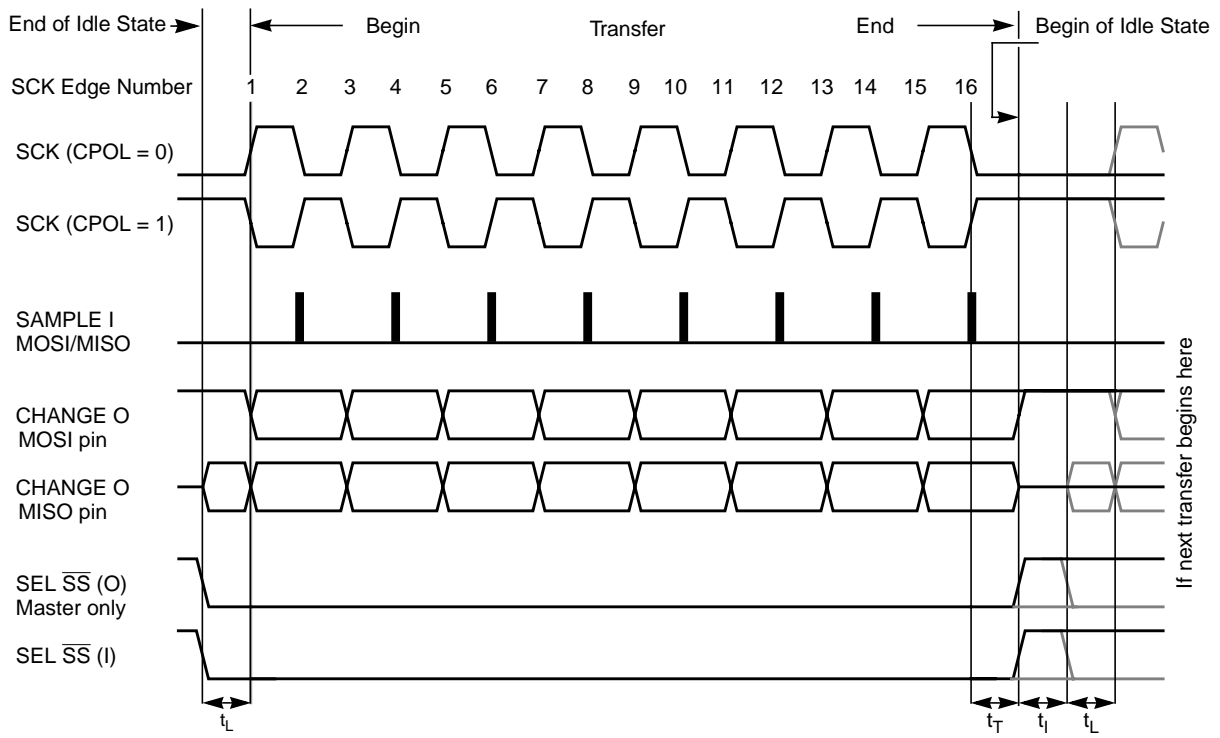 End of Idle State Begin Transfer End Begin of Idle State
SCK Edge Number 1 2 3 4 5 6 7 8 9 10 11 12 13 14 15 16
SCK (CPOL = 0)
SCK (CPOL = 1)
SAMPLE I
MOSI/MISO
CHANGE O
MOSI pin
CHANGE O
MISO pin
SEL S̅S̅ (O)
Master only
SEL S̅S̅ (I)
tL tT tI tL
If next transfer begins here